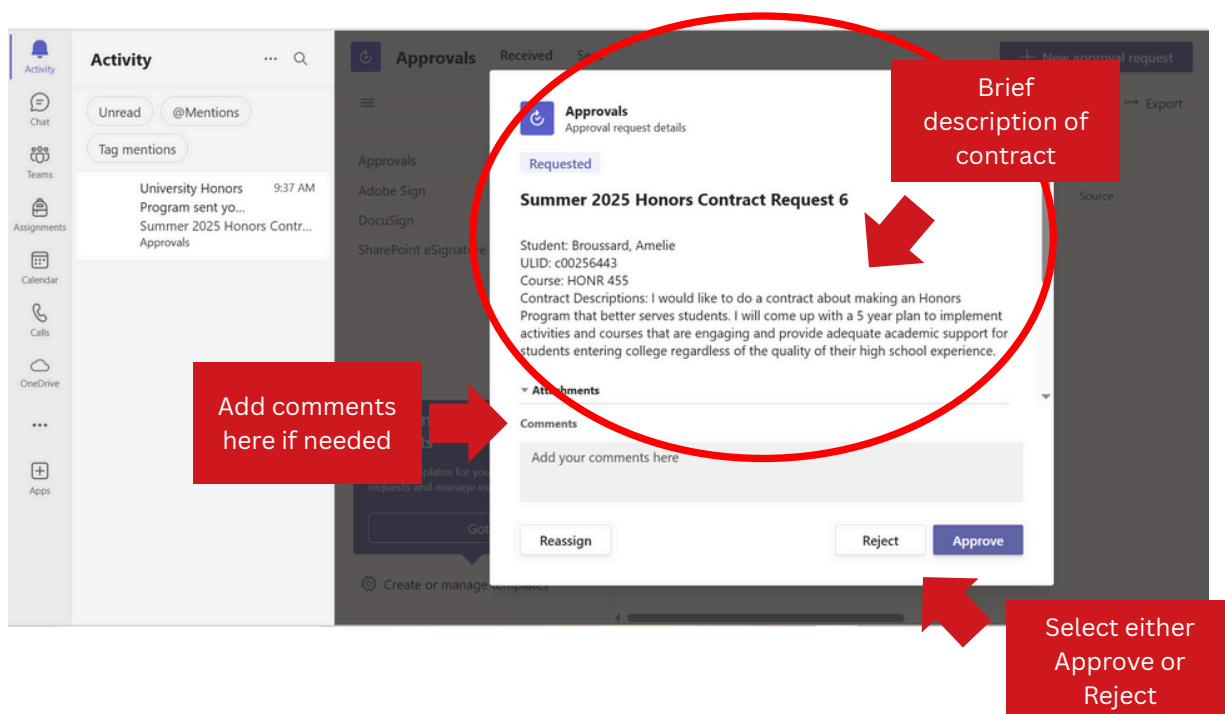 Activity
Chat
Teams
Assignments
Calendar
Calls
OneDrive
Apps
Activity
Unread
@Mentions
Tag mentions
University Honors 9:37 AM
Program sent yo...
Summer 2025 Honors Contr...
Approvals
Approvals Received
New approval request
Export
Approvals
Adobe Sign
DocuSign
SharePoint eSignature
Source
Approvals
Approval request details
Requested
Summer 2025 Honors Contract Request 6
Student: Broussard, Amelie
ULID: c00256443
Course: HONR 455
Contract Descriptions: I would like to do a contract about making an Honors
Program that better serves students. I will come up with a 5 year plan to implement
activities and courses that are engaging and provide adequate academic support for
students entering college regardless of the quality of their high school experience.
Attachments
Comments
Add your comments here
Reassign
Reject
Approve
requests and manage
Create or manage templates
Brief
description of
contract
Add comments
here if needed
Select either
Approve or
Reject